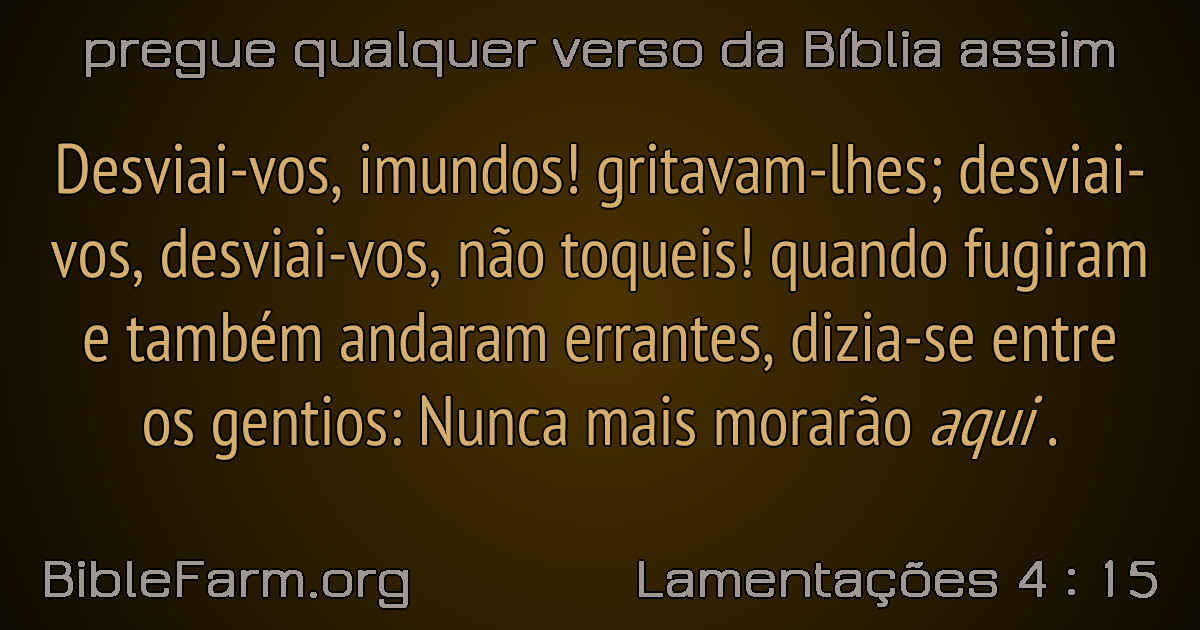 pregue qualquer verso da Bíblia assim
Desviai-vos, imundos! gritavam-lhes; desviai-
vos, desviai-vos, não toqueis! quando fugiram
e também andaram errantes, dizia-se entre
os gentios: Nunca mais morarão aqui .
BibleFarm.org
Lamentações 4 : 15